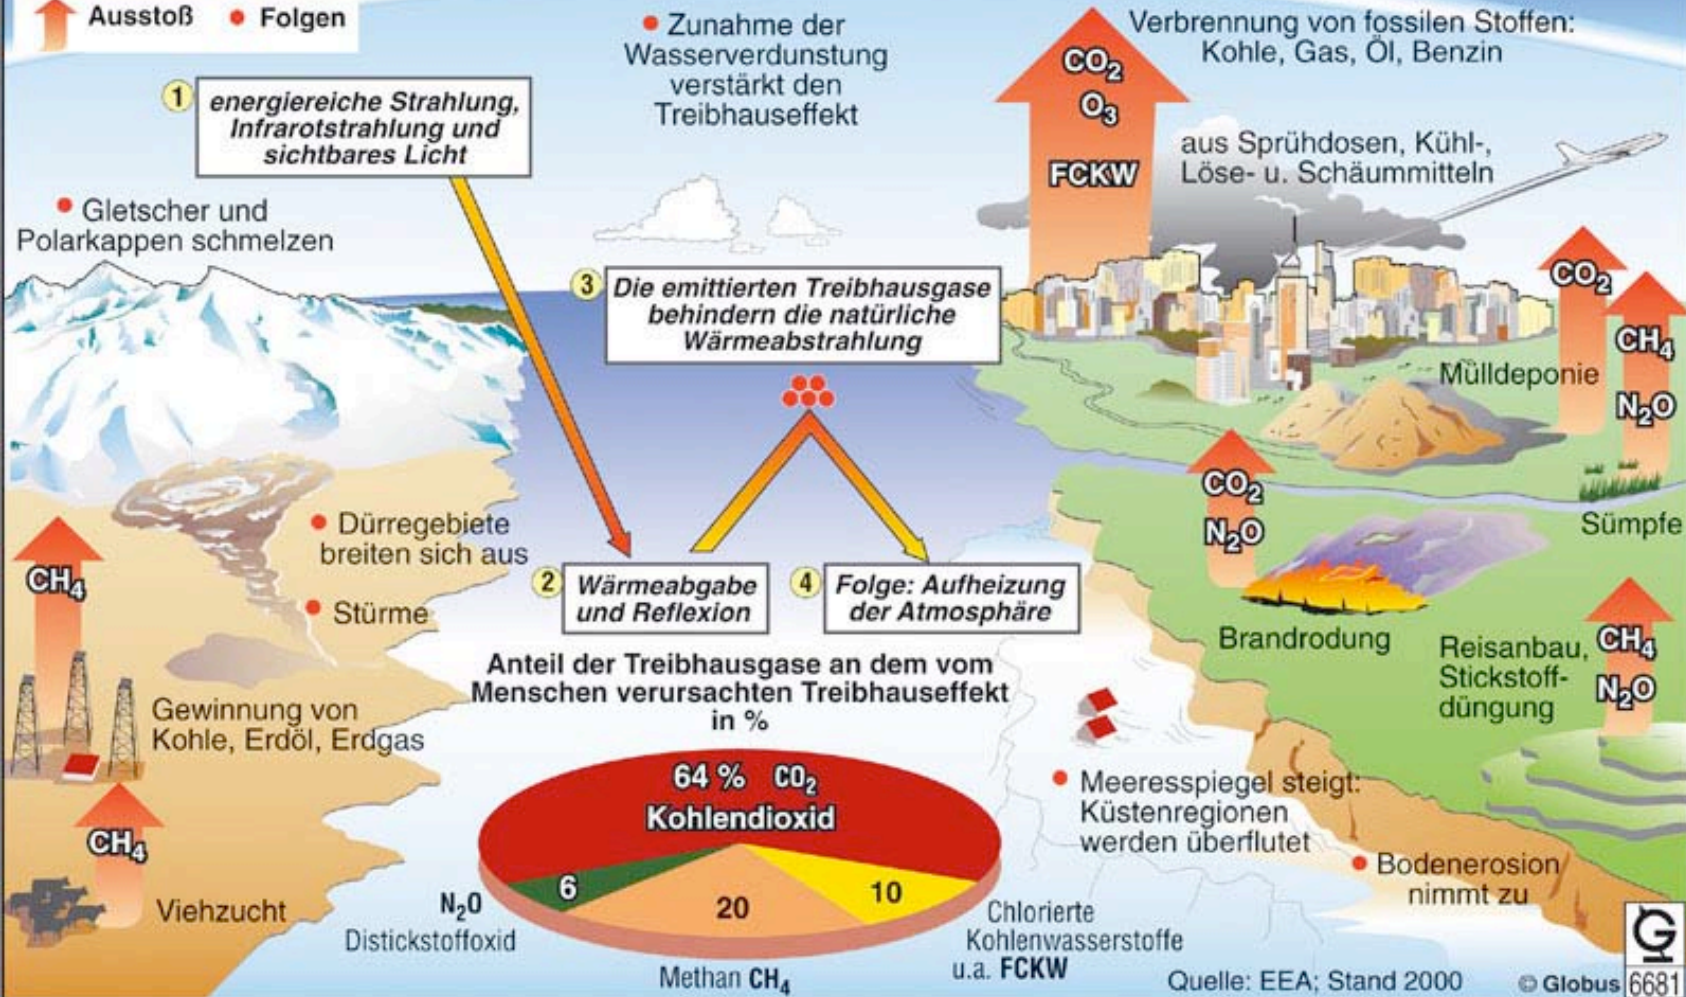 Ausstoß • Folgen
• Zunahme der
Wasserverdunstung
verstärkt den
Treibhauseffekt
Verbrennung von fossilen Stoffen:
Kohle, Gas, Öl, Benzin
CO₂
O₃
FCKW
aus Sprühdosen, Kühl-,
Löse- u. Schäummitteln
1
energiereiche Strahlung,
Infrarotstrahlung und
sichtbares Licht
• Gletscher und
Polarkappen schmelzen
3
Die emittierten Treibhausgase
behindern die natürliche
Wärmeabstrahlung
CO₂
CH₄
N₂O
Mülldeponie
Sümpfe
CO₂
N₂O
Brandrodung
• Dürregebiete
breiten sich aus
• Stürme
CH₄
2
Wärmeabgabe
und Reflexion
4
Folge: Aufheizung
der Atmosphäre
Reisanbau,
Stickstoff-
düngung
CH₄
N₂O
Gewinnung von
Kohle, Erdöl, Erdgas
CH₄
Viehzucht
Anteil der Treibhausgase an dem vom
Menschen verursachten Treibhauseffekt
in %
64 % CO₂
Kohlendioxid
6
20
10
N₂O
Distickstoffoxid
Methan CH₄
Chlorierte
Kohlenwasserstoffe
u.a. FCKW
• Meeresspiegel steigt:
Küstenregionen
werden überflutet
• Bodenerosion
nimmt zu
Quelle: EEA; Stand 2000
© Globus
G
6681